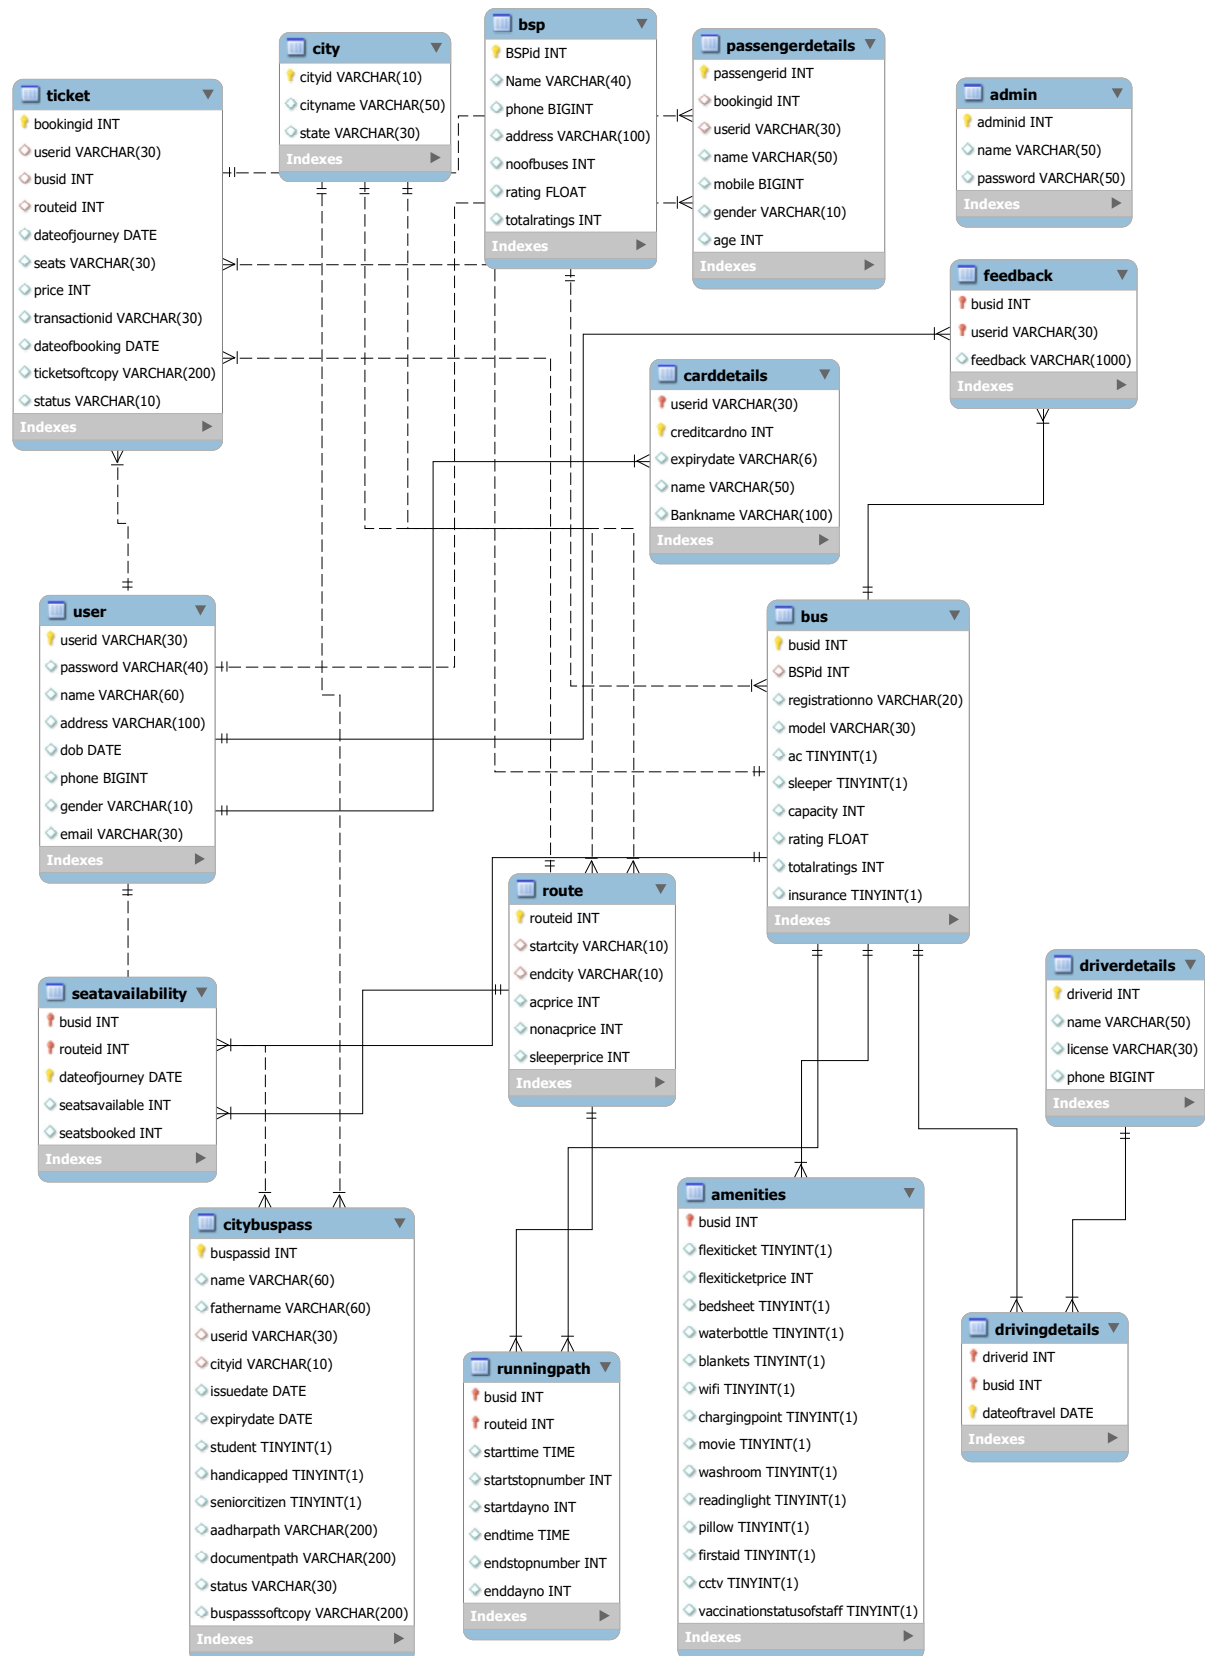 city
cityid VARCHAR(10)
cityname VARCHAR(50)
state VARCHAR(30)
Indexes
bsp
BSPid INT
Name VARCHAR(40)
phone BIGINT
address VARCHAR(100)
noofbuses INT
rating FLOAT
totalratings INT
Indexes
passengerdetails
passengerid INT
bookingid INT
userid VARCHAR(30)
name VARCHAR(50)
mobile BIGINT
gender VARCHAR(10)
age INT
Indexes
admin
adminid INT
name VARCHAR(50)
password VARCHAR(50)
Indexes
ticket
bookingid INT
userid VARCHAR(30)
busid INT
routeid INT
dateofjourney DATE
seats VARCHAR(30)
price INT
transactionid VARCHAR(30)
dateofbooking DATE
ticketsoftcopy VARCHAR(200)
status VARCHAR(10)
Indexes
feedback
busid INT
userid VARCHAR(30)
feedback VARCHAR(1000)
Indexes
carddetails
userid VARCHAR(30)
creditcardno INT
expirydate VARCHAR(6)
name VARCHAR(50)
Bankname VARCHAR(100)
Indexes
user
userid VARCHAR(30)
password VARCHAR(40)
name VARCHAR(60)
address VARCHAR(100)
dob DATE
phone BIGINT
gender VARCHAR(10)
email VARCHAR(30)
Indexes
bus
busid INT
BSPid INT
registrationno VARCHAR(20)
model VARCHAR(30)
ac TINYINT(1)
sleeper TINYINT(1)
capacity INT
rating FLOAT
totalratings INT
insurance TINYINT(1)
Indexes
route
routeid INT
startcity VARCHAR(10)
endcity VARCHAR(10)
acprice INT
nonacprice INT
sleeperprice INT
Indexes
seatavailability
busid INT
routeid INT
dateofjourney DATE
seatsavailable INT
seatsbooked INT
Indexes
driverdetails
driverid INT
name VARCHAR(50)
license VARCHAR(30)
phone BIGINT
Indexes
citybuspass
buspassid INT
name VARCHAR(60)
fathername VARCHAR(60)
userid VARCHAR(30)
cityid VARCHAR(10)
issuedate DATE
expirydate DATE
student TINYINT(1)
handicapped TINYINT(1)
seniorcitizen TINYINT(1)
aadharpath VARCHAR(200)
documentpath VARCHAR(200)
status VARCHAR(30)
buspasssoftcopy VARCHAR(200)
Indexes
runningpath
busid INT
routeid INT
starttime TIME
startstopnumber INT
startdayno INT
endtime TIME
endstopnumber INT
enddayno INT
Indexes
amenities
busid INT
flexiticket TINYINT(1)
flexiticketprice INT
bedsheet TINYINT(1)
waterbottle TINYINT(1)
blankets TINYINT(1)
wifi TINYINT(1)
chargingpoint TINYINT(1)
movie TINYINT(1)
washroom TINYINT(1)
readinglight TINYINT(1)
pillow TINYINT(1)
firstaid TINYINT(1)
cctv TINYINT(1)
vaccinationstatusofstaff TINYINT(1)
Indexes
drivingdetails
driverid INT
busid INT
dateoftravel DATE
Indexes